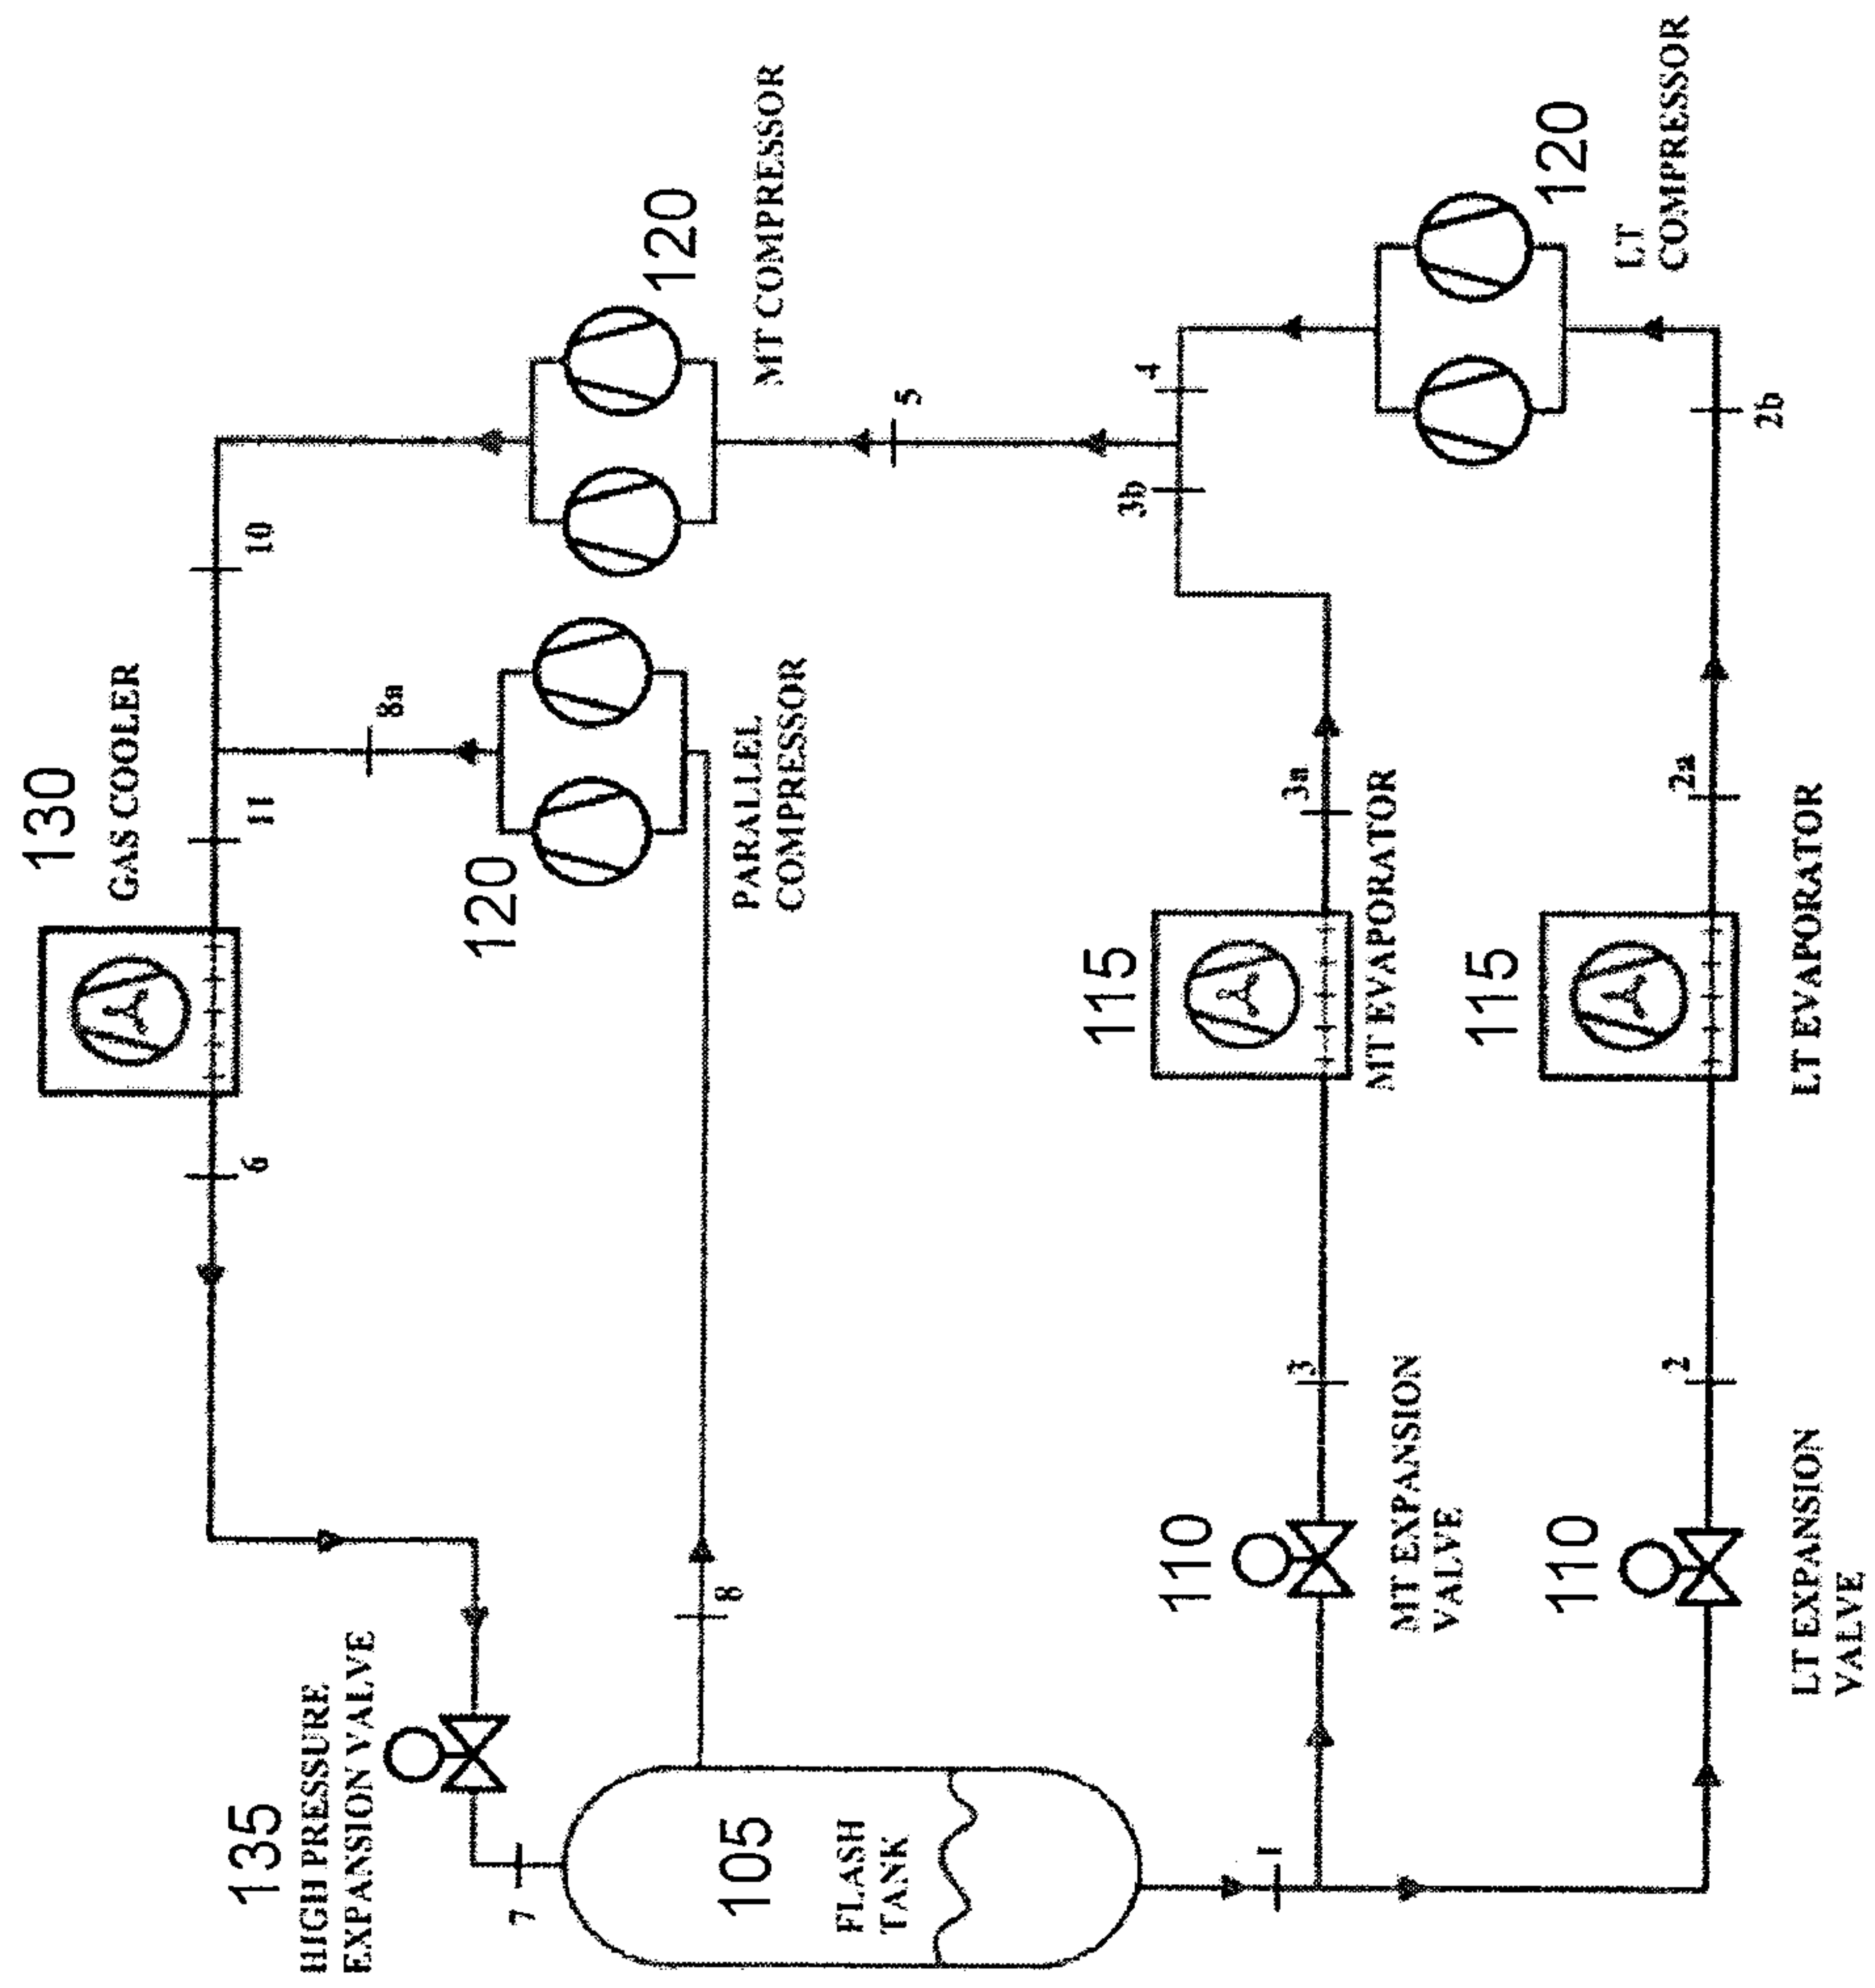 130
GAS COOLER
11
10
6
8a
120
MT COMPRESSOR
120
PARALLEL
COMPRESSOR
5
135
HIGH PRESSURE
EXPANSION VALVE
7
8
105
FLASH
TANK
1
115
MT EVAPORATOR
3
3a
3b
4
110
MT EXPANSION
VALVE
120
LT
COMPRESSOR
115
LT EVAPORATOR
2
2a
2b
110
LT EXPANSION
VALVE